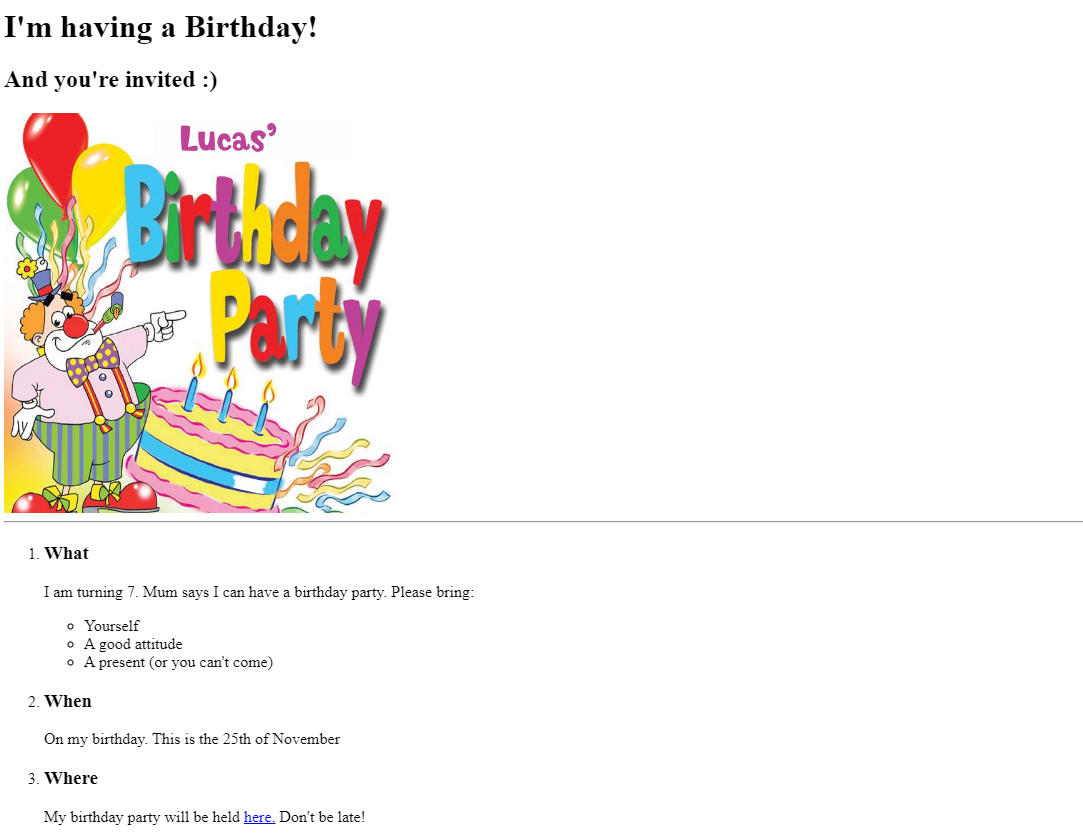 I'm having a Birthday!
And you're invited :)
Lucas’
Birthday
Party
1. What
I am turning 7. Mum says I can have a birthday party. Please bring:
Yourself
A good attitude
A present (or you can't come)
2. When
On my birthday. This is the 25th of November
3. Where
My birthday party will be held here. Don't be late!